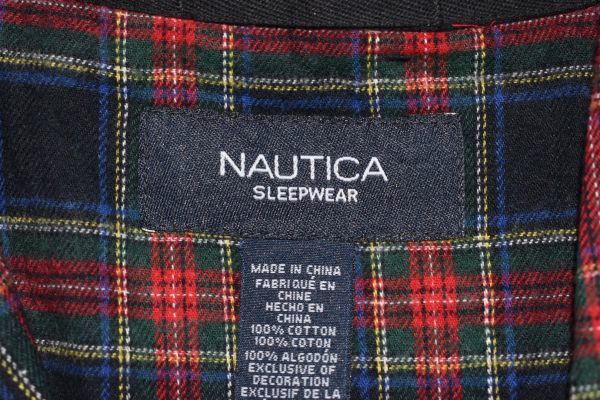 NAUTICA
SLEEPWEAR
MADE IN CHINA
FABRIQUÉ EN
CHINE
HECHO EN
CHINA
100% COTTON
100% COTON
100% ALGODÓN
EXCLUSIVE OF
DECORATION
EXCLUSIF DE LA